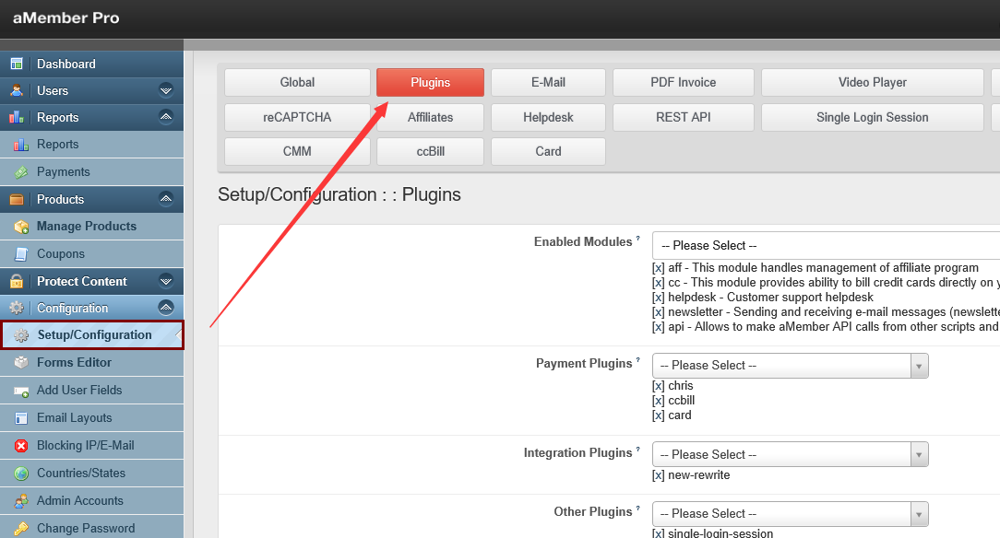 aMember Pro
Dashboard
Users
Reports
Reports
Payments
Products
Manage Products
Coupons
Protect Content
Configuration
Setup/Configuration
Forms Editor
Add User Fields
Email Layouts
Blocking IP/E-Mail
Countries/States
Admin Accounts
Change Password
Global Plugins E-Mail PDF Invoice Video Player
reCAPTCHA Affiliates Helpdesk REST API Single Login Session
CMM ccBill Card
Setup/Configuration : : Plugins
Enabled Modules ?
-- Please Select --
[x] aff - This module handles management of affiliate program
[x] cc - This module provides ability to bill credit cards directly on
[x] helpdesk - Customer support helpdesk
[x] newsletter - Sending and receiving e-mail messages (newslette
[x] api - Allows to make aMember API calls from other scripts and
Payment Plugins ?
-- Please Select --
[x] chris
[x] ccbill
[x] card
Integration Plugins ?
-- Please Select --
[x] new-rewrite
Other Plugins ?
-- Please Select --
[x] single-login-session